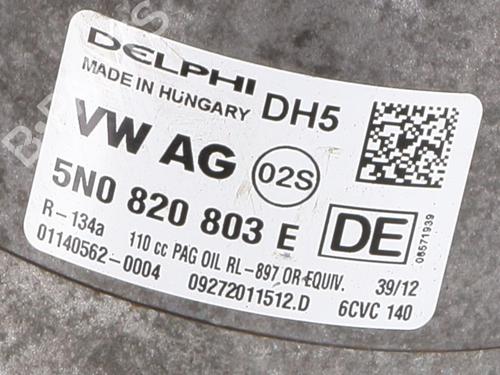 DELPHI
MADE IN HUNGARY DH5
VW AG 02S
5N0 820 803 E DE
R-134a 110 cc PAG OIL RL-897 OR EQUIV. 39/12
01140562-0004 09272011512.D 6CVC 140
06571939